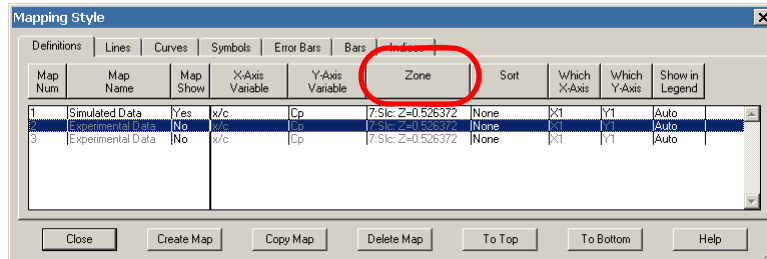 Mapping Style
Definitions Lines Curves Symbols Error Bars Bars Indices
Map Num Map Name Map Show X-Axis Variable Y-Axis Variable Zone Sort Which X-Axis Which Y-Axis Show in Legend
1 Simulated Data Yes x/c Cp 7:Slc: Z=0.526372 None X1 Y1 Auto
2 Experimental Data No x/c Cp 7:Slc: Z=0.526372 None X1 Y1 Auto
3 Experimental Data No x/c Cp 7:Slc: Z=0.526372 None X1 Y1 Auto
Close Create Map Copy Map Delete Map To Top To Bottom Help